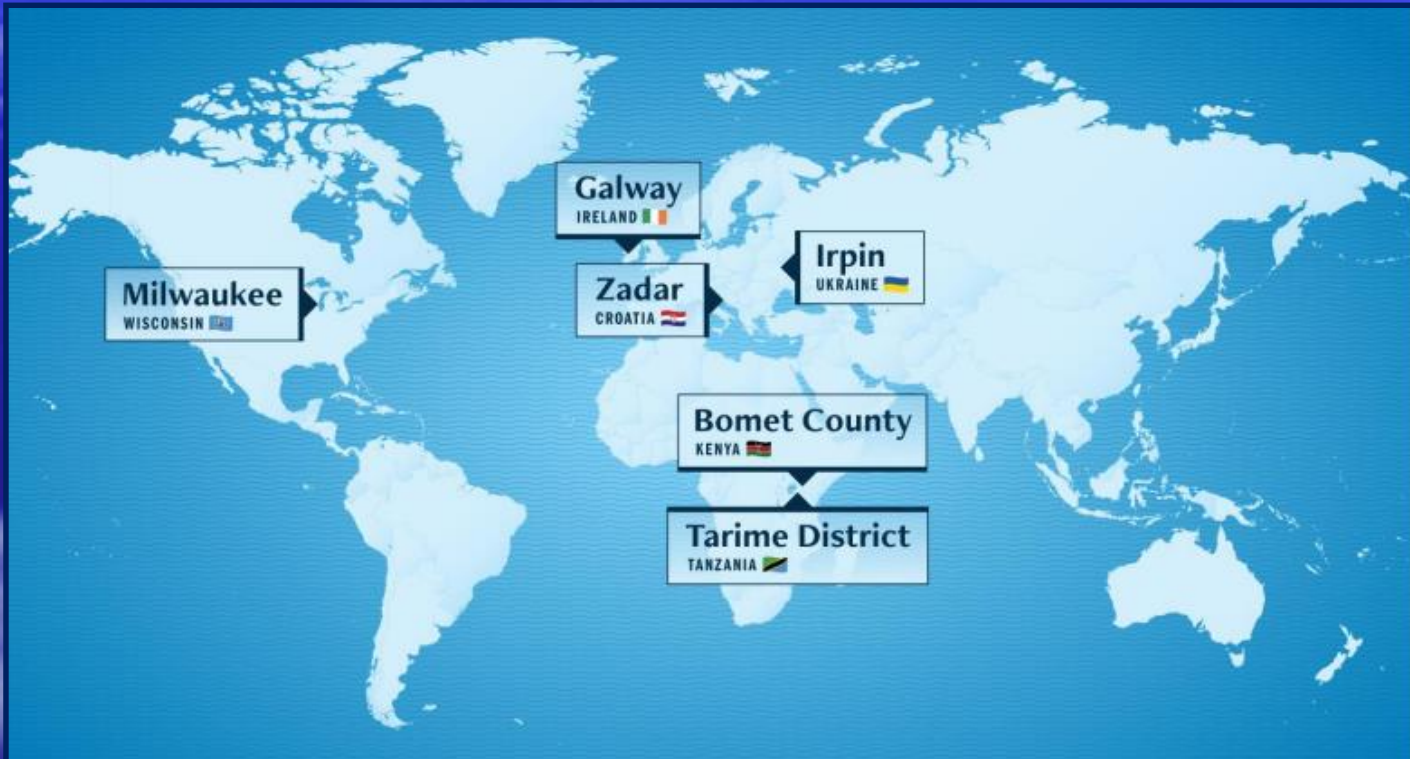 Galway
IRELAND
Irpin
UKRAINE
Milwaukee
WISCONSIN
Zadar
CROATIA
Bomet County
KENYA
Tarime District
TANZANIA